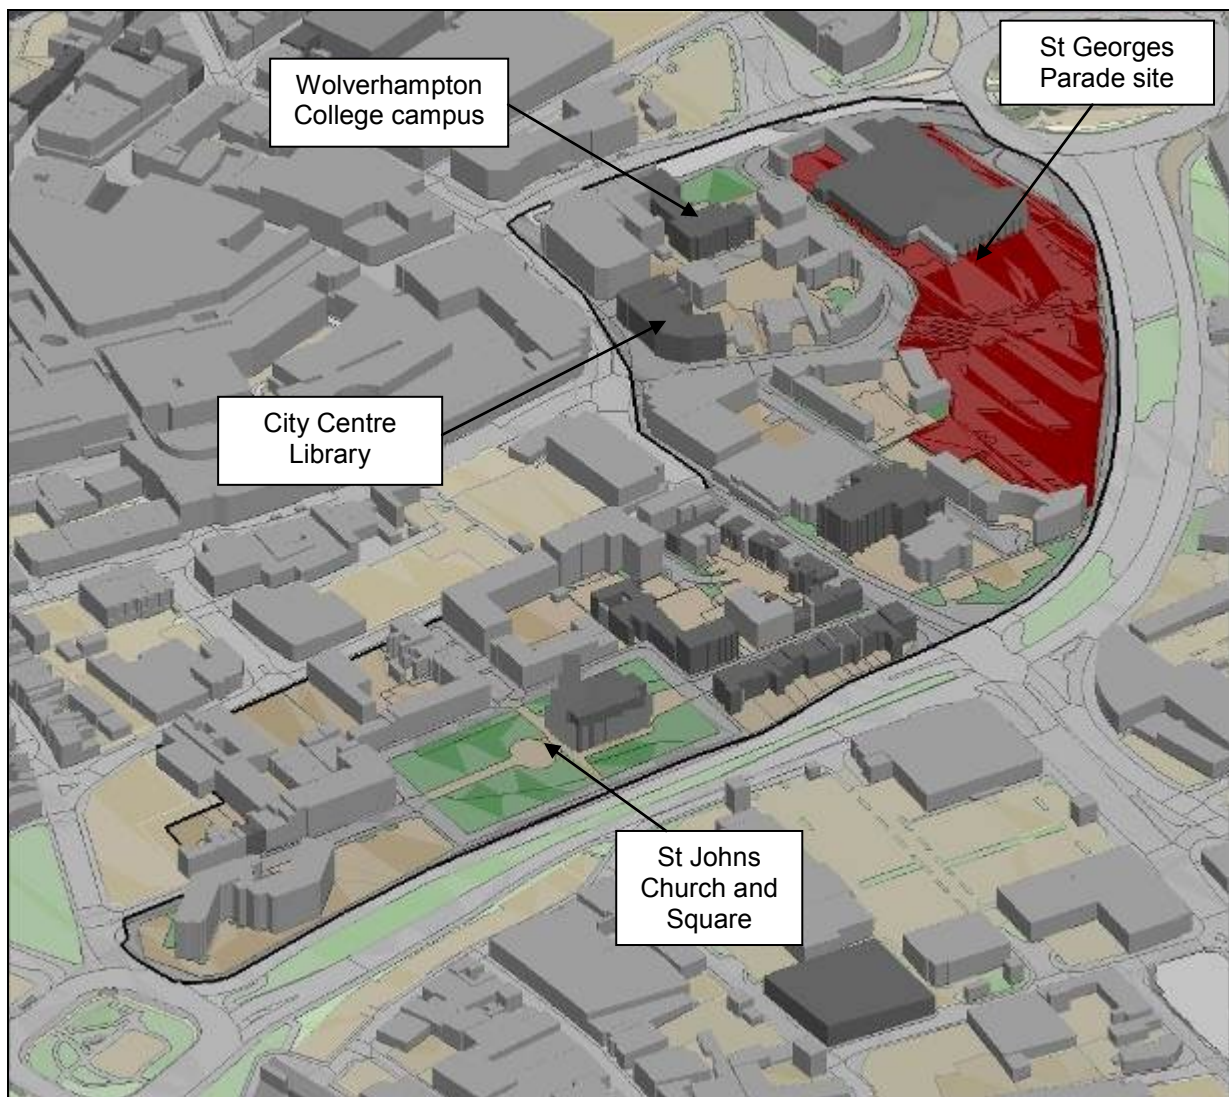 St Georges
Parade site
Wolverhampton
College campus
City Centre
Library
St Johns
Church and
Square